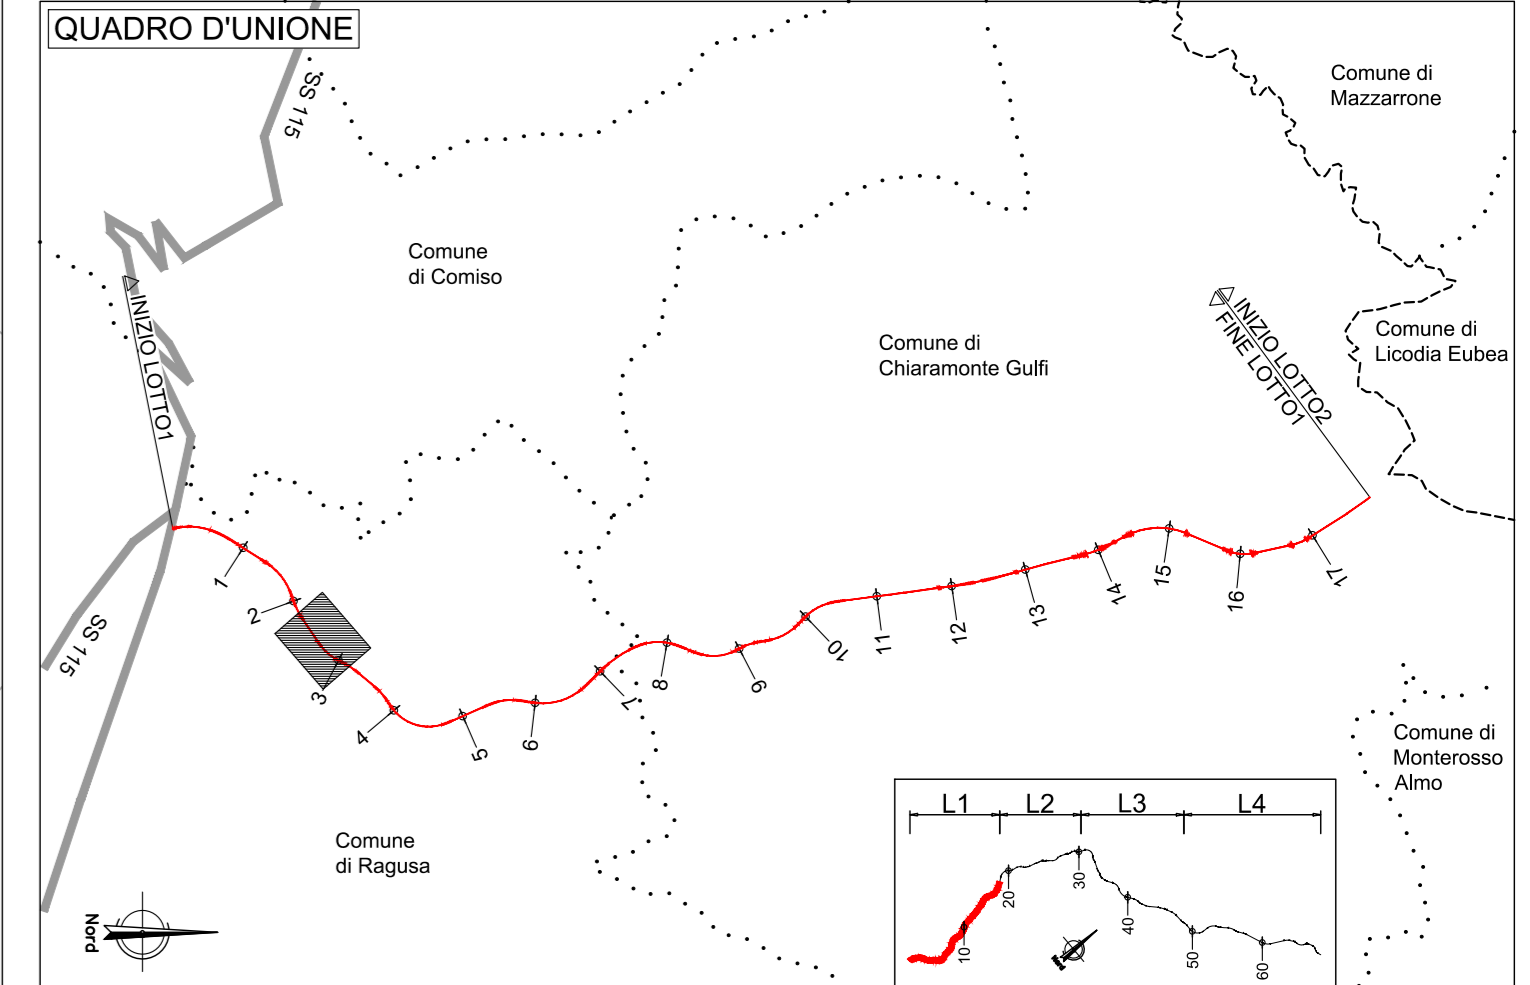 QUADRO D'UNIONE
SS 115
Comune di
Mazzarrone
Comune
di Comiso
INIZIO LOTTO1
Comune di
Chiaramonte Gulfi
INIZIO LOTTO2
FINE LOTTO1
Comune di
Licodia Eubea
1
2
3
4
5
6
7
8
9
10
11
12
13
14
15
16
17
SS 115
Comune
di Ragusa
Comune di
Monterosso
Almo
Nord
L1
L2
L3
L4
10
20
30
40
50
60
Nord